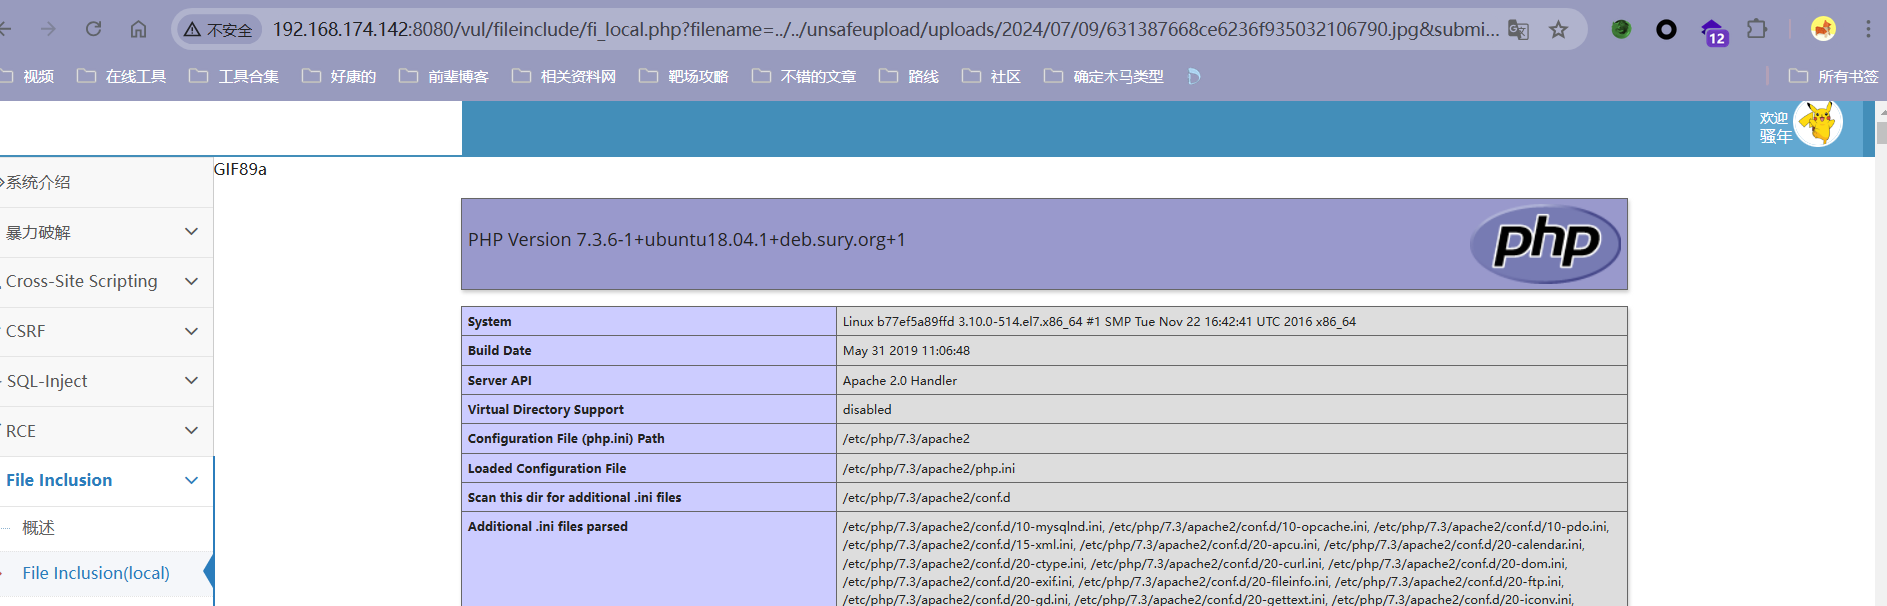 不安全 192.168.174.142:8080/vul/fileinclude/fi_local.php?filename=../../unsafeupload/uploads/2024/07/09/631387668ce6236f935032106790.jpg&submi... 12
视频 在线工具 工具合集 好康的 前辈博客 相关资料网 靶场攻略 不错的文章 路线 社区 确定木马类型 所有书签
欢迎
骚年
GIF89a
系统介绍
暴力破解
Cross-Site Scripting
CSRF
SQL-Inject
RCE
File Inclusion
概述
File Inclusion(local)
PHP Version 7.3.6-1+ubuntu18.04.1+deb.sury.org+1
php
System Linux b77ef5a89ffd 3.10.0-514.el7.x86_64 #1 SMP Tue Nov 22 16:42:41 UTC 2016 x86_64
Build Date May 31 2019 11:06:48
Server API Apache 2.0 Handler
Virtual Directory Support disabled
Configuration File (php.ini) Path /etc/php/7.3/apache2
Loaded Configuration File /etc/php/7.3/apache2/php.ini
Scan this dir for additional .ini files /etc/php/7.3/apache2/conf.d
Additional .ini files parsed /etc/php/7.3/apache2/conf.d/10-mysqlnd.ini, /etc/php/7.3/apache2/conf.d/10-opcache.ini, /etc/php/7.3/apache2/conf.d/10-pdo.ini,
/etc/php/7.3/apache2/conf.d/15-xml.ini, /etc/php/7.3/apache2/conf.d/20-apcu.ini, /etc/php/7.3/apache2/conf.d/20-calendar.ini,
/etc/php/7.3/apache2/conf.d/20-ctype.ini, /etc/php/7.3/apache2/conf.d/20-curl.ini, /etc/php/7.3/apache2/conf.d/20-dom.ini,
/etc/php/7.3/apache2/conf.d/20-exif.ini, /etc/php/7.3/apache2/conf.d/20-fileinfo.ini, /etc/php/7.3/apache2/conf.d/20-ftp.ini,
/etc/php/7.3/apache2/conf.d/20-gd.ini, /etc/php/7.3/apache2/conf.d/20-gettext.ini, /etc/php/7.3/apache2/conf.d/20-iconv.ini,